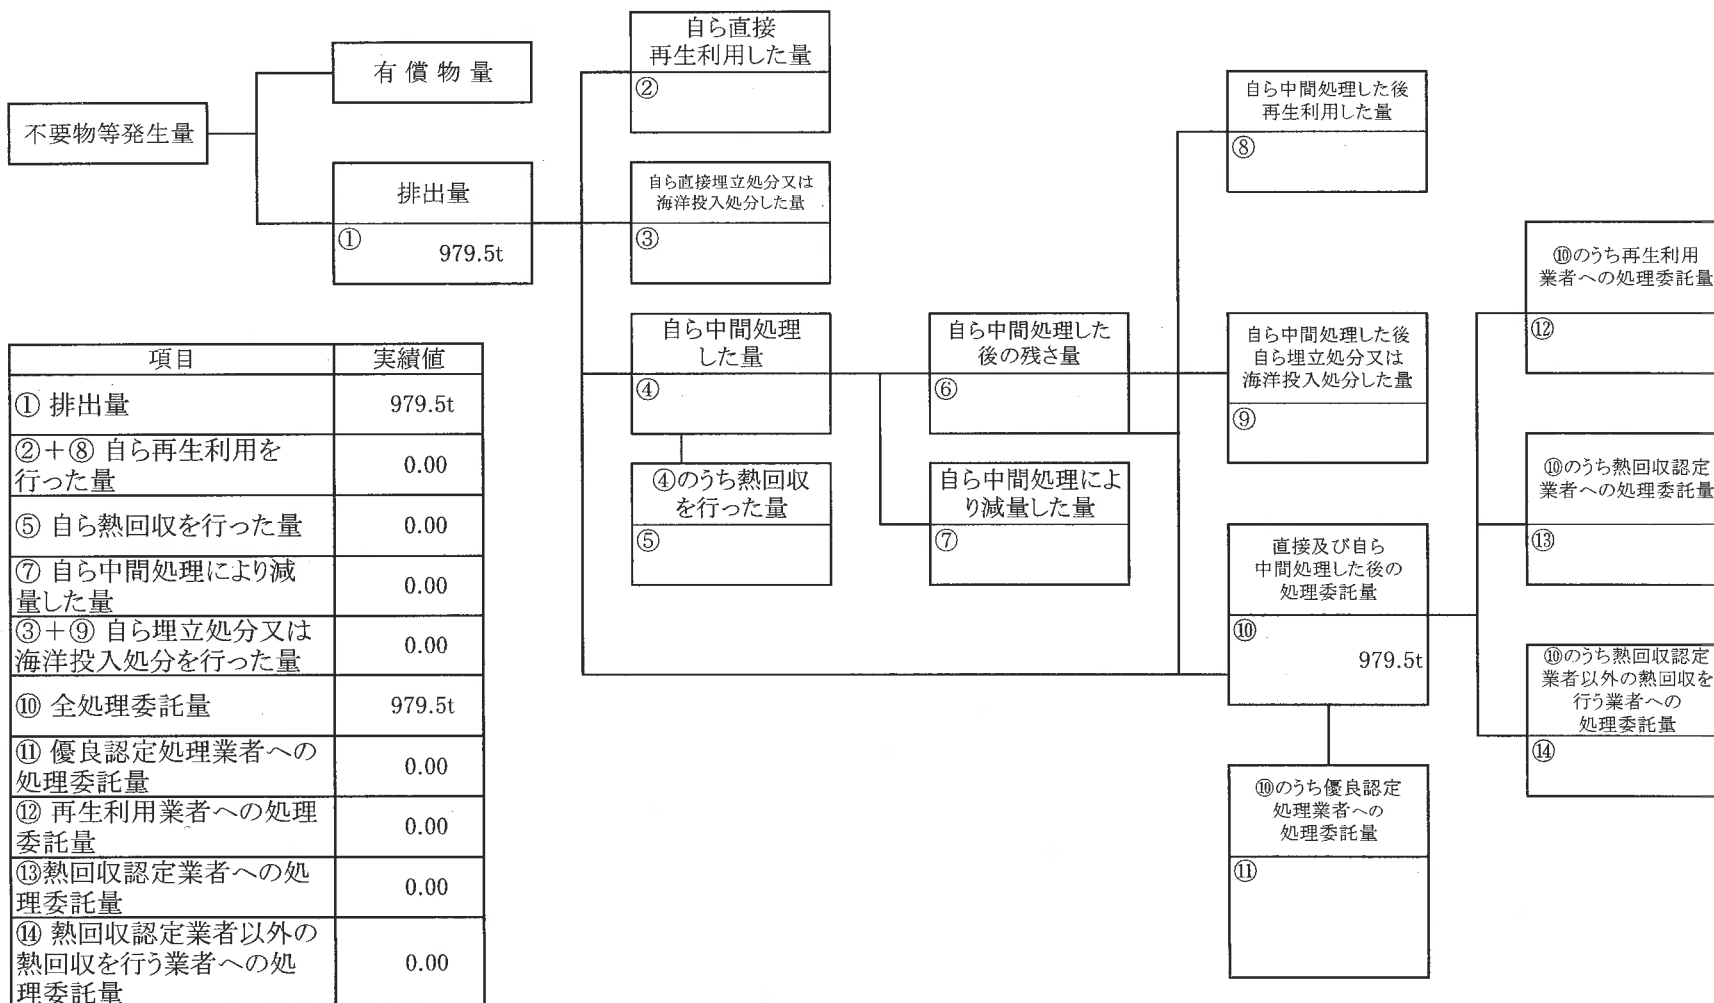 不要物等発生量
有償物量
排出量
①
979.5t
自ら直接
再生利用した量
②
自ら直接埋立処分又は
海洋投入処分した量
③
自ら中間処理
した量
④
④のうち熱回収
を行った量
⑤
自ら中間処理した
後の残さ量
⑥
自ら中間処理によ
り減量した量
⑦
自ら中間処理した後
再生利用した量
⑧
自ら中間処理した後
自ら埋立処分又は
海洋投入処分した量
⑨
直接及び自ら
中間処理した後の
処理委託量
⑩
979.5t
⑩のうち優良認定
処理業者への
処理委託量
⑪
⑩のうち再生利用
業者への処理委託量
⑫
⑩のうち熱回収認定
業者への処理委託量
⑬
⑩のうち熱回収認定
業者以外の熱回収を
行う業者への
処理委託量
⑭
項目 実績値
① 排出量 979.5t
②+⑧ 自ら再生利用を
行った量 0.00
⑤ 自ら熱回収を行った量 0.00
⑦ 自ら中間処理により減
量した量 0.00
③+⑨ 自ら埋立処分又は
海洋投入処分を行った量 0.00
⑩ 全処理委託量 979.5t
⑪ 優良認定処理業者への
処理委託量 0.00
⑫ 再生利用業者への処理
委託量 0.00
⑬熱回収認定業者への処
理委託量 0.00
⑭ 熱回収認定業者以外の
熱回収を行う業者への処 0.00
理委託量